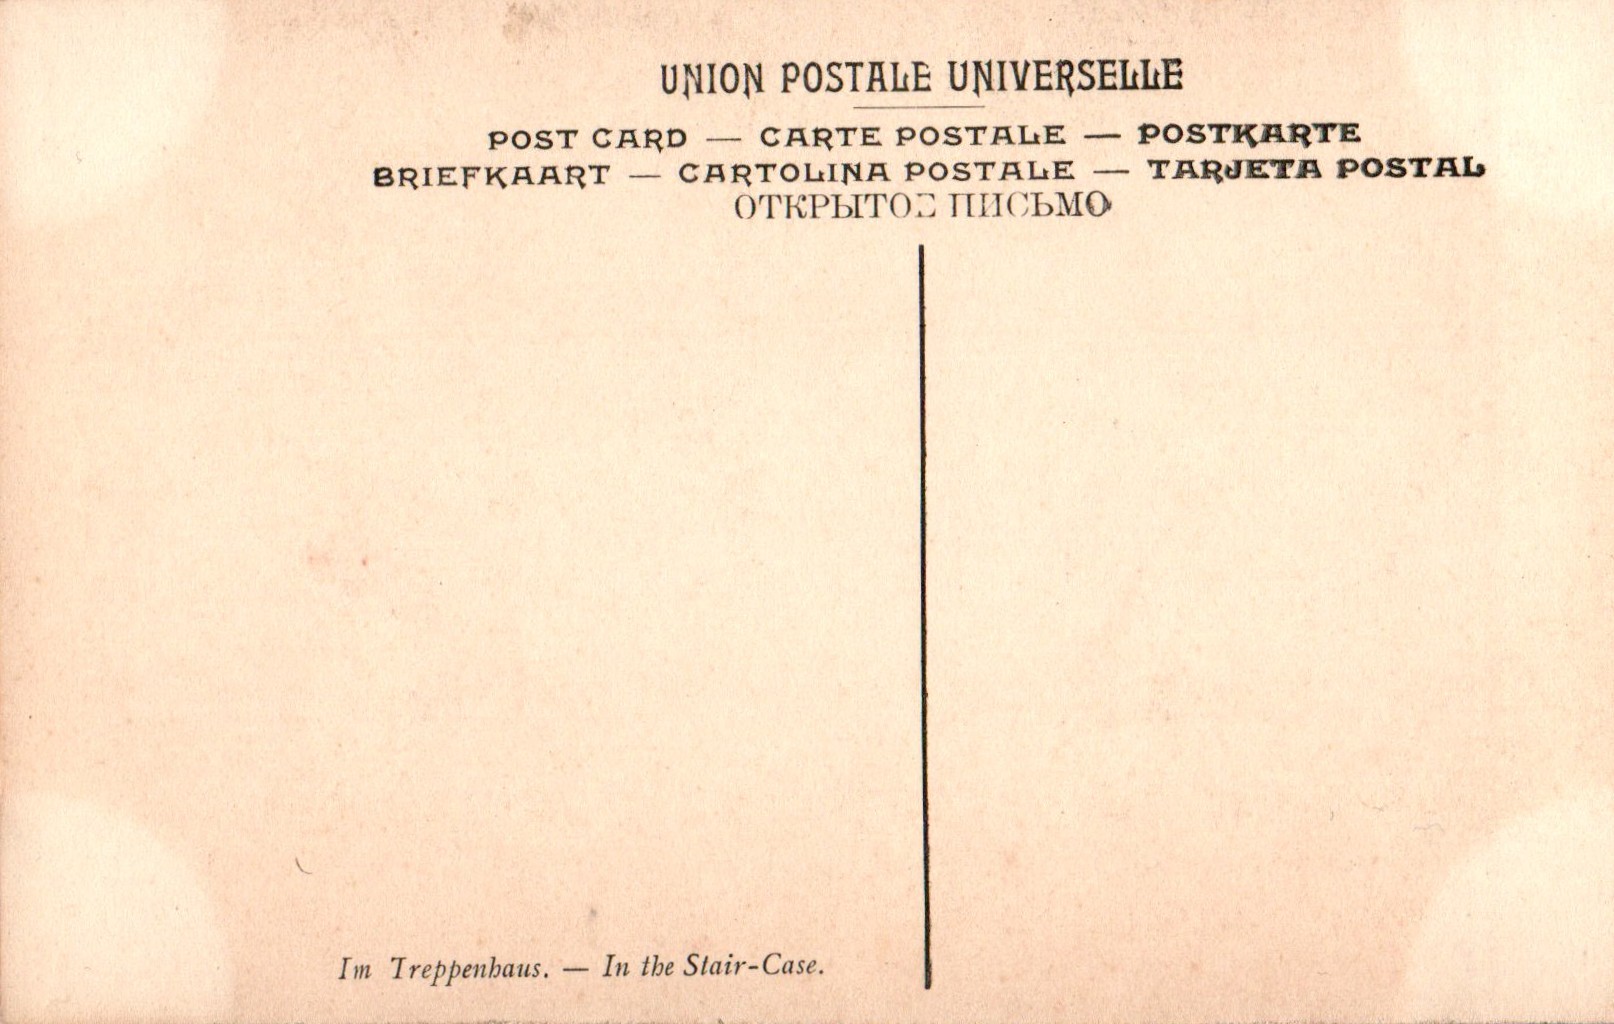 UNION POSTALE UNIVERSELLE
POST CARD — CARTE POSTALE — POSTKARTE
BRIEFKAART — CARTOLINA POSTALE — TARJETA POSTAL
ОТКРЫТОЕ ПИСЬМО
Im Treppenhaus. — In the Stair-Case.